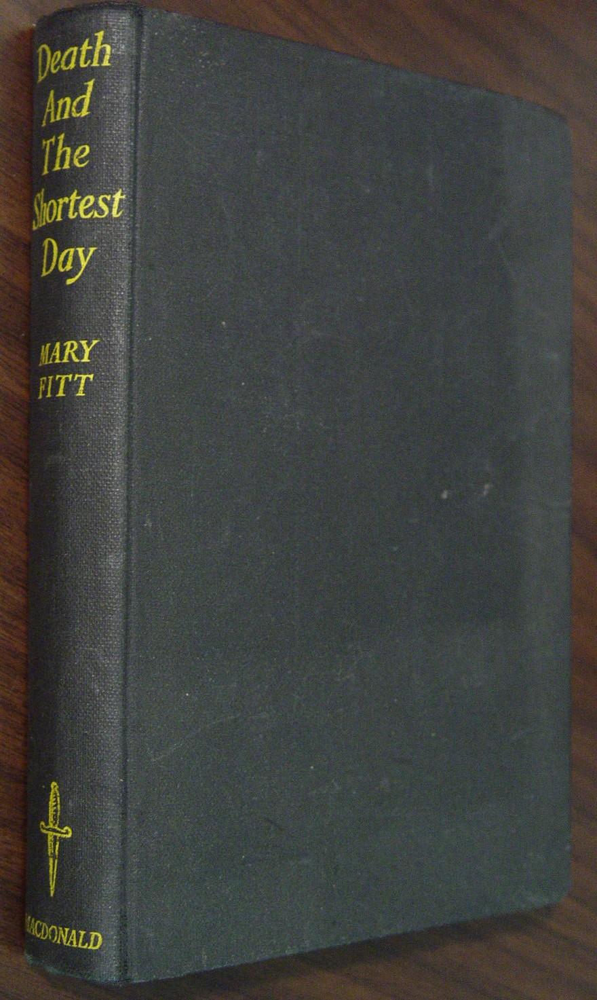 Death
And
The
Shortest
Day
MARY
FITT
MACDONALD